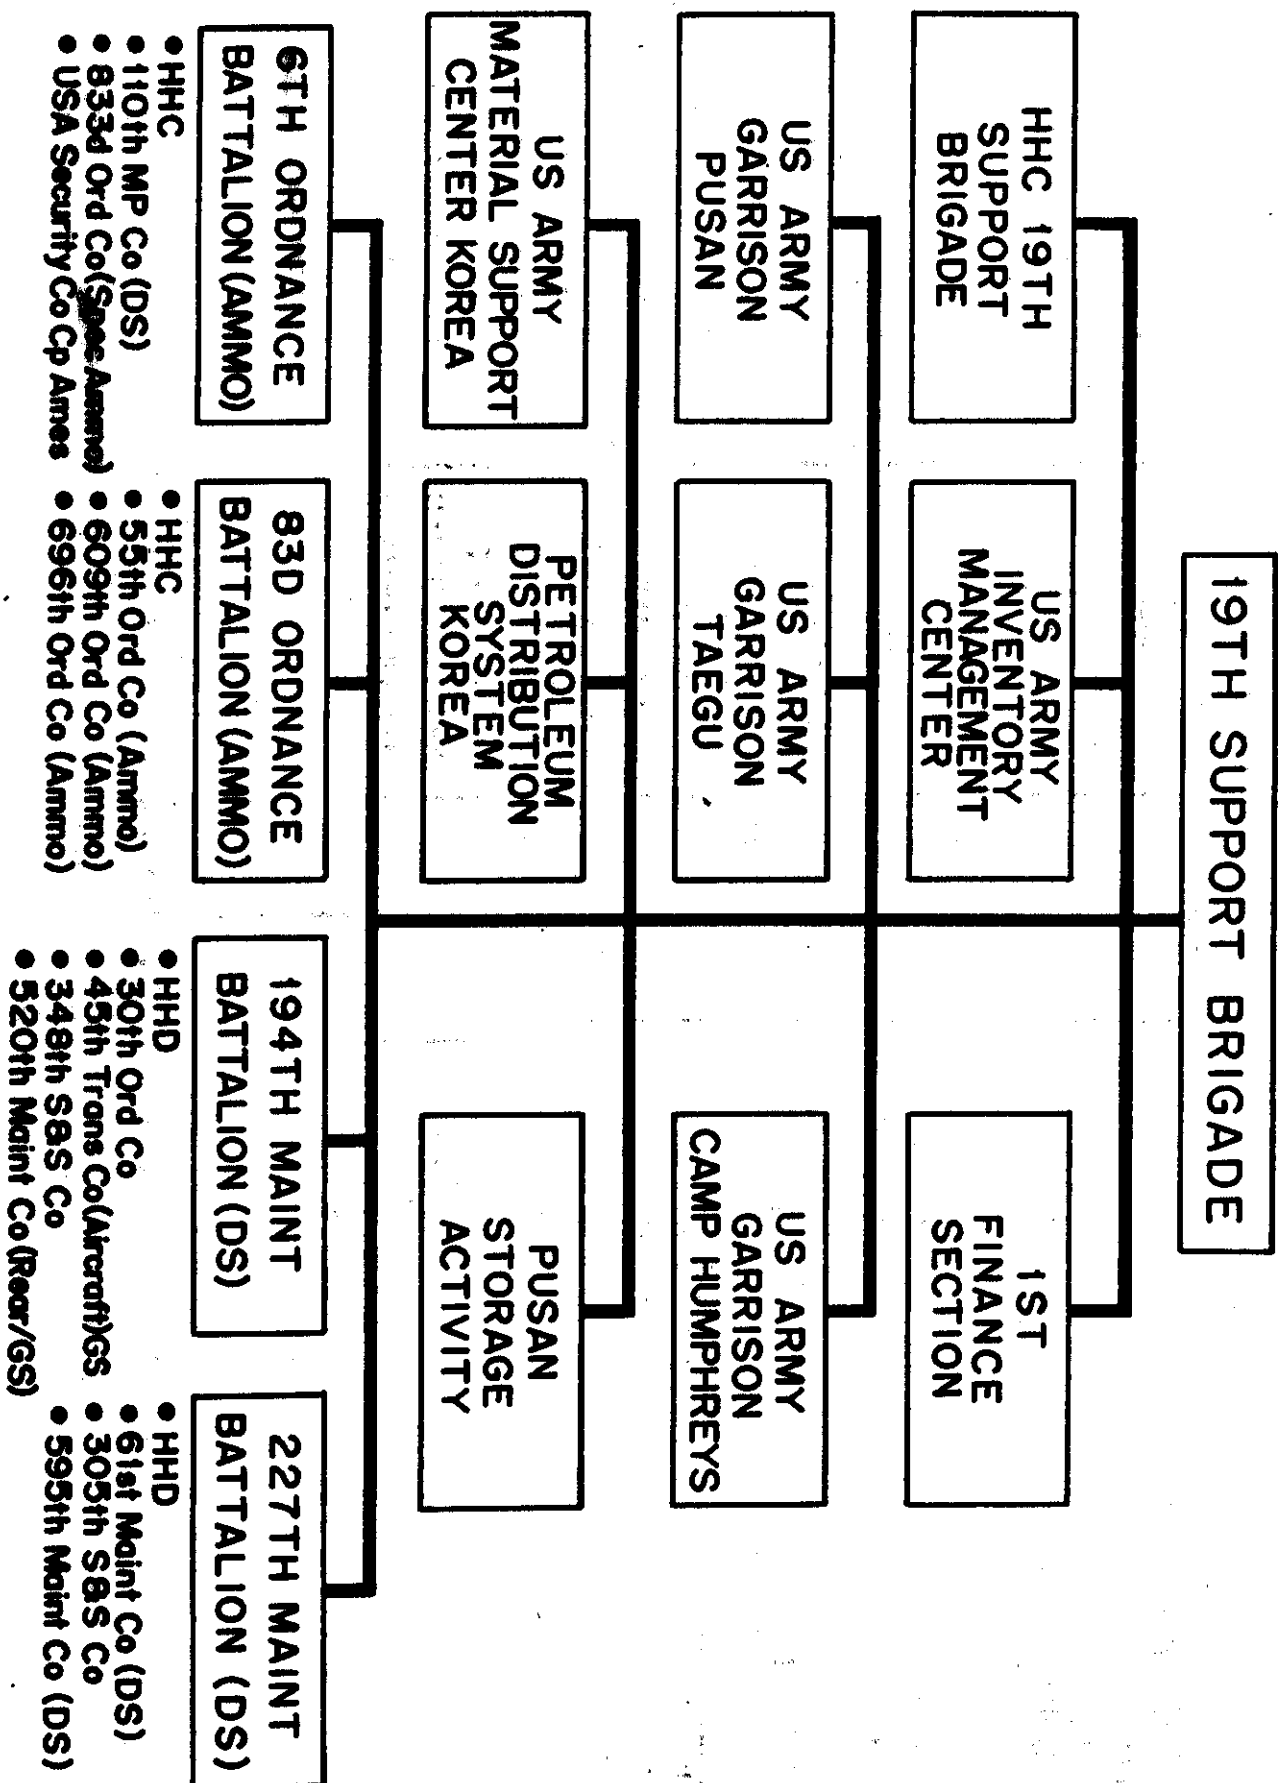 19TH SUPPORT BRIGADE
HHC 19TH
SUPPORT
BRIGADE
US ARMY
INVENTORY
MANAGEMENT
CENTER
1ST
FINANCE
SECTION
US ARMY
GARRISON
PUSAN
US ARMY
GARRISON
TAEGU
US ARMY
GARRISON
CAMP HUMPHREYS
US ARMY
MATERIAL SUPPORT
CENTER KOREA
PETROLEUM
DISTRIBUTION
SYSTEM
KOREA
PUSAN
STORAGE
ACTIVITY
6TH ORDNANCE
BATTALION (AMMO)
• HHC
• 110th MP Co (DS)
• 833d Ord Co (Spec Ammo)
• USA Security Co Cp Ames
83D ORDNANCE
BATTALION (AMMO)
• HHC
• 55th Ord Co (Ammo)
• 609th Ord Co (Ammo)
• 696th Ord Co (Ammo)
194TH MAINT
BATTALION (DS)
• HHD
• 30th Ord Co
• 45th Trans Co (Aircraft)GS
• 348th S&S Co
• 520th Maint Co (Rear/GS)
227TH MAINT
BATTALION (DS)
• HHD
• 61st Maint Co (DS)
• 305th S&S Co
• 595th Maint Co (DS)